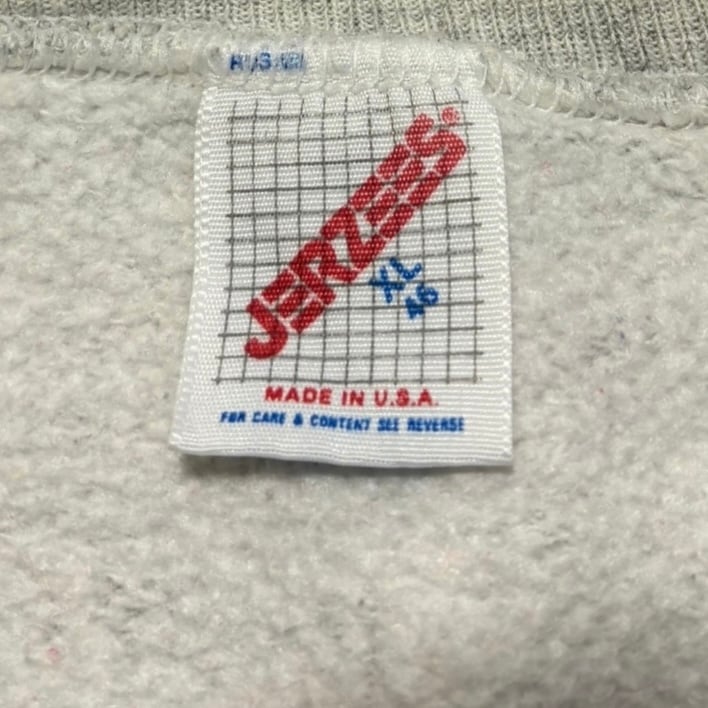 JERZEES®
XL
46
MADE IN U.S.A.
FOR CARE & CONTENT SEE REVERSE